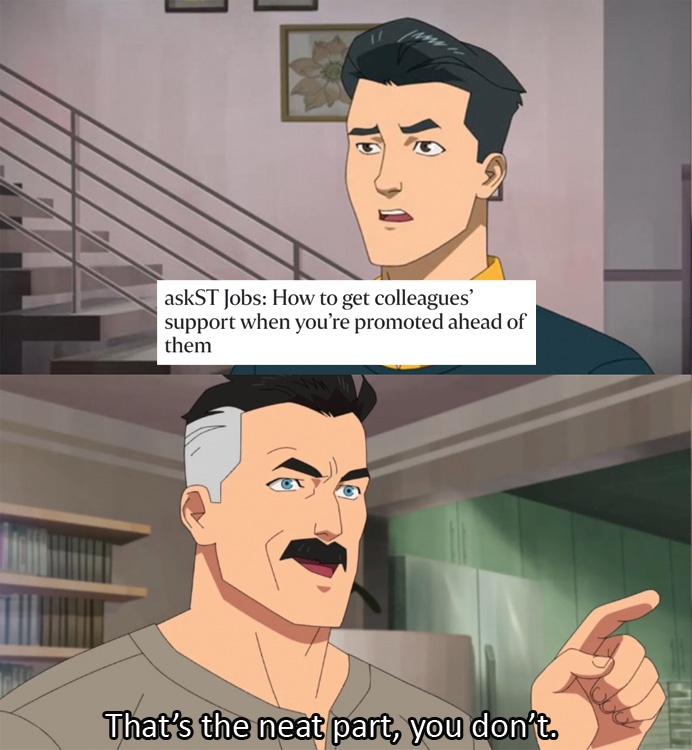 askST Jobs: How to get colleagues’
support when you’re promoted ahead of
them
That’s the neat part, you don’t.